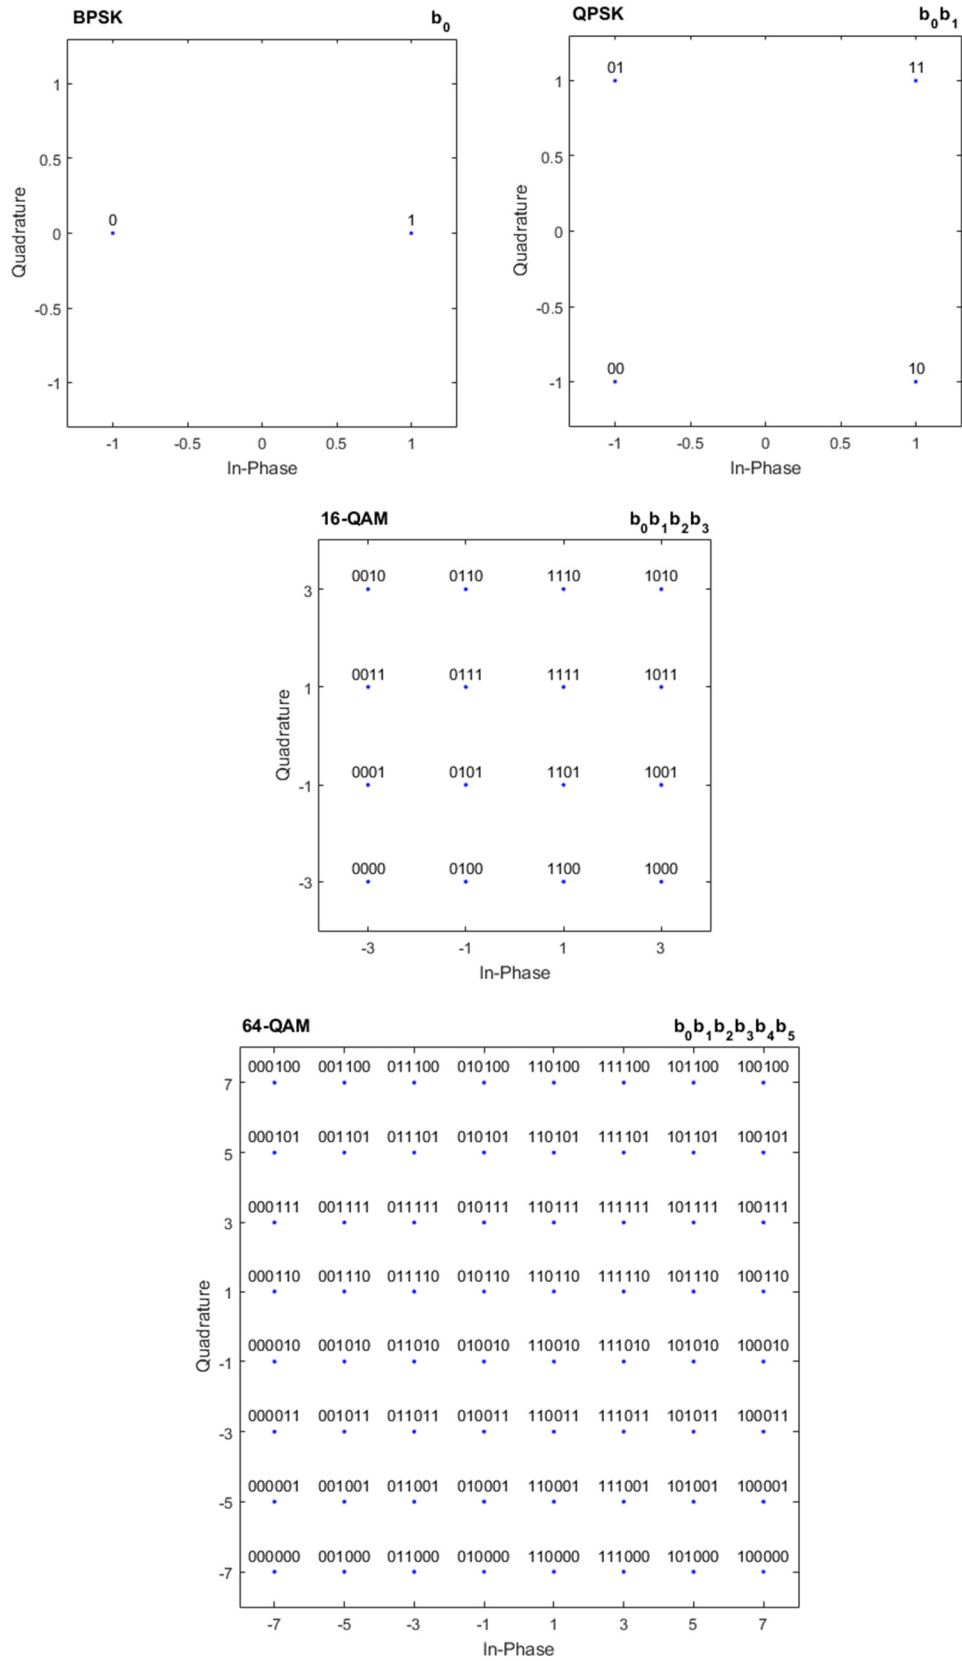 BPSK b0
1
0.5
0
-0.5
-1
Quadrature
0 1
-1 -0.5 0 0.5 1
In-Phase
QPSK b0b1
1
0.5
0
-0.5
-1
Quadrature
01 11
00 10
-1 -0.5 0 0.5 1
In-Phase
16-QAM b0b1b2b3
Quadrature
3 0010 0110 1110 1010
1 0011 0111 1111 1011
-1 0001 0101 1101 1001
-3 0000 0100 1100 1000
-3 -1 1 3
In-Phase
64-QAM b0b1b2b3b4b5
Quadrature
7 000100 001100 011100 010100 110100 111100 101100 100100
5 000101 001101 011101 010101 110101 111101 101101 100101
3 000111 001111 011111 010111 110111 111111 101111 100111
1 000110 001110 011110 010110 110110 111110 101110 100110
-1 000010 001010 011010 010010 110010 111010 101010 100010
-3 000011 001011 011011 010011 110011 111011 101011 100011
-5 000001 001001 011001 010001 110001 111001 101001 100001
-7 000000 001000 011000 010000 110000 111000 101000 100000
-7 -5 -3 -1 1 3 5 7
In-Phase